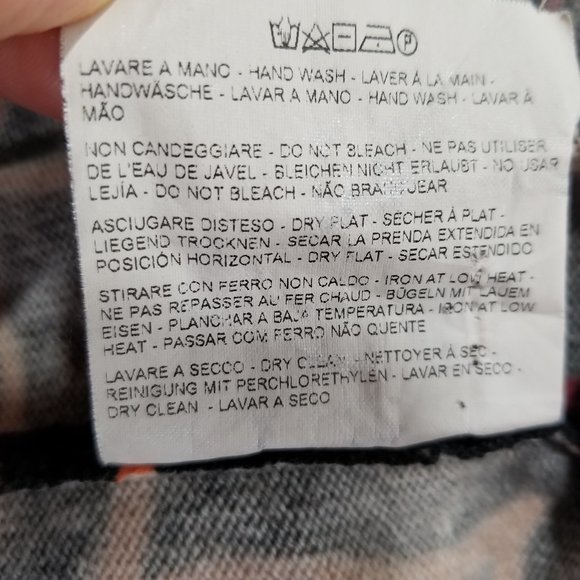 LAVARE A MANO - HAND WASH - LAVER À LA MAIN -
HANDWÄSCHE - LAVAR A MANO - HAND WASH - LAVAR À
MÃO
NON CANDEGGIARE - DO NOT BLEACH - NE PAS UTILISER
DE L'EAU DE JAVEL - BLEICHEN NICHT ERLAUBT - NO USAR
LEJÍA - DO NOT BLEACH - NÃO BRANQUEAR
ASCIUGARE DISTESO - DRY FLAT - SÉCHER À PLAT -
LIEGEND TROCKNEN - SECAR LA PRENDA EXTENDIDA EN
POSICIÓN HORIZONTAL - DRY FLAT - SECAR ESTENDIDO
STIRARE CON FERRO NON CALDO - IRON AT LOW HEAT -
NE PAS REPASSER AU FER CHAUD - BÜGELN MIT LAUEM
EISEN - PLANCHAR A BAJA TEMPERATURA - IRON AT LOW
HEAT - PASSAR COM FERRO NÃO QUENTE
LAVARE A SECCO - DRY CLEAN - NETTOYER À SEC -
REINIGUNG MIT PERCHLORETHYLEN - LAVAR EN SECO -
DRY CLEAN - LAVAR A SECO